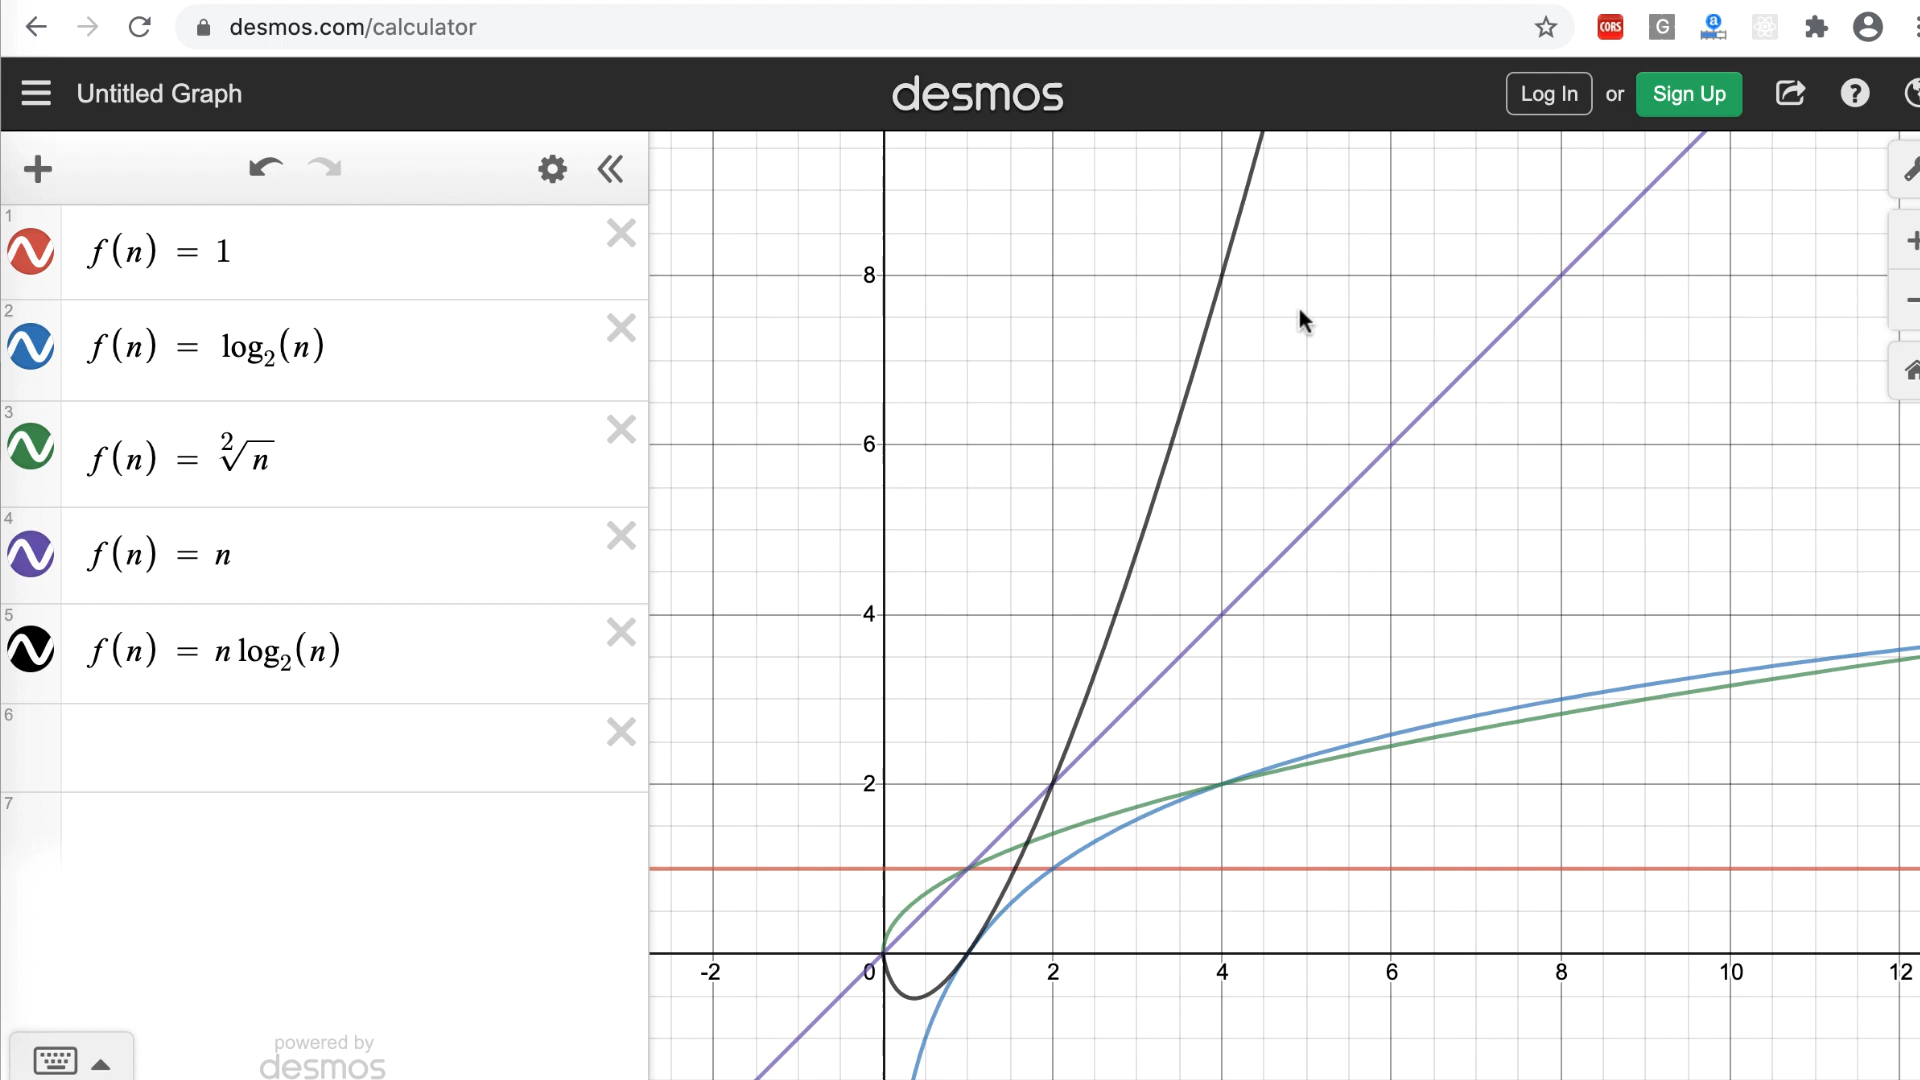 desmos.com/calculator
CORS
G
a
Untitled Graph
desmos
Log In or Sign Up
1
f(n) = 1
2
f(n) = log₂(n)
3
f(n) = ²√n
4
f(n) = n
5
f(n) = n log₂(n)
6
7
8
6
4
2
-2 0 2 4 6 8 10 12
powered by
desmos